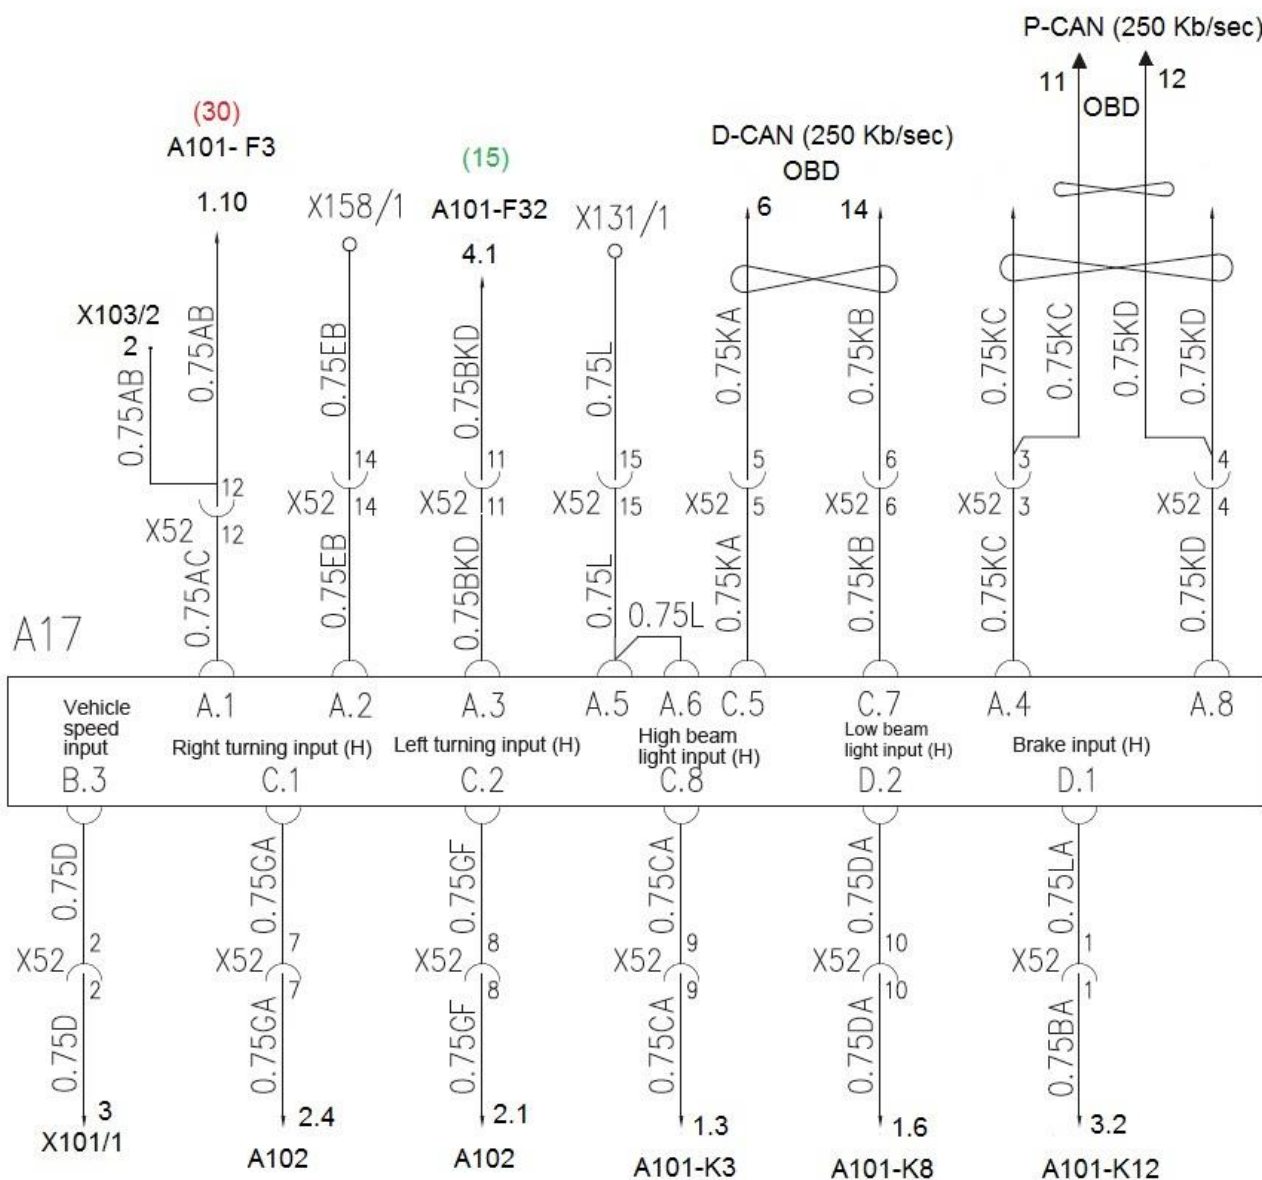 P-CAN (250 Kb/sec)
11
12
OBD
(30)
A101- F3
1.10
X158/1
(15)
A101-F32
4.1
X131/1
D-CAN (250 Kb/sec)
OBD
6
14
X103/2
2
0.75AB
0.75AB
0.75EB
0.75BKD
0.75L
0.75KA
0.75KB
0.75KC
0.75KC
0.75KD
0.75KD
12
14
11
15
5
6
3
4
X52
12
X52
14
X52
11
X52
15
X52
5
X52
6
X52
3
X52
4
0.75AC
0.75EB
0.75BKD
0.75L
0.75L
0.75KA
0.75KB
0.75KC
0.75KD
A17
A.1
A.2
A.3
A.5
A.6
C.5
C.7
A.4
A.8
Vehicle
speed
input
Right turning input (H)
Left turning input (H)
High beam
light input (H)
Low beam
light input (H)
Brake input (H)
B.3
C.1
C.2
C.8
D.2
D.1
0.75D
0.75GA
0.75GF
0.75CA
0.75DA
0.75LA
2
7
8
9
10
1
X52
X52
X52
X52
X52
X52
2
7
8
9
10
1
0.75D
0.75GA
0.75GF
0.75CA
0.75DA
0.75BA
3
2.4
2.1
1.3
1.6
3.2
X101/1
A102
A102
A101-K3
A101-K8
A101-K12